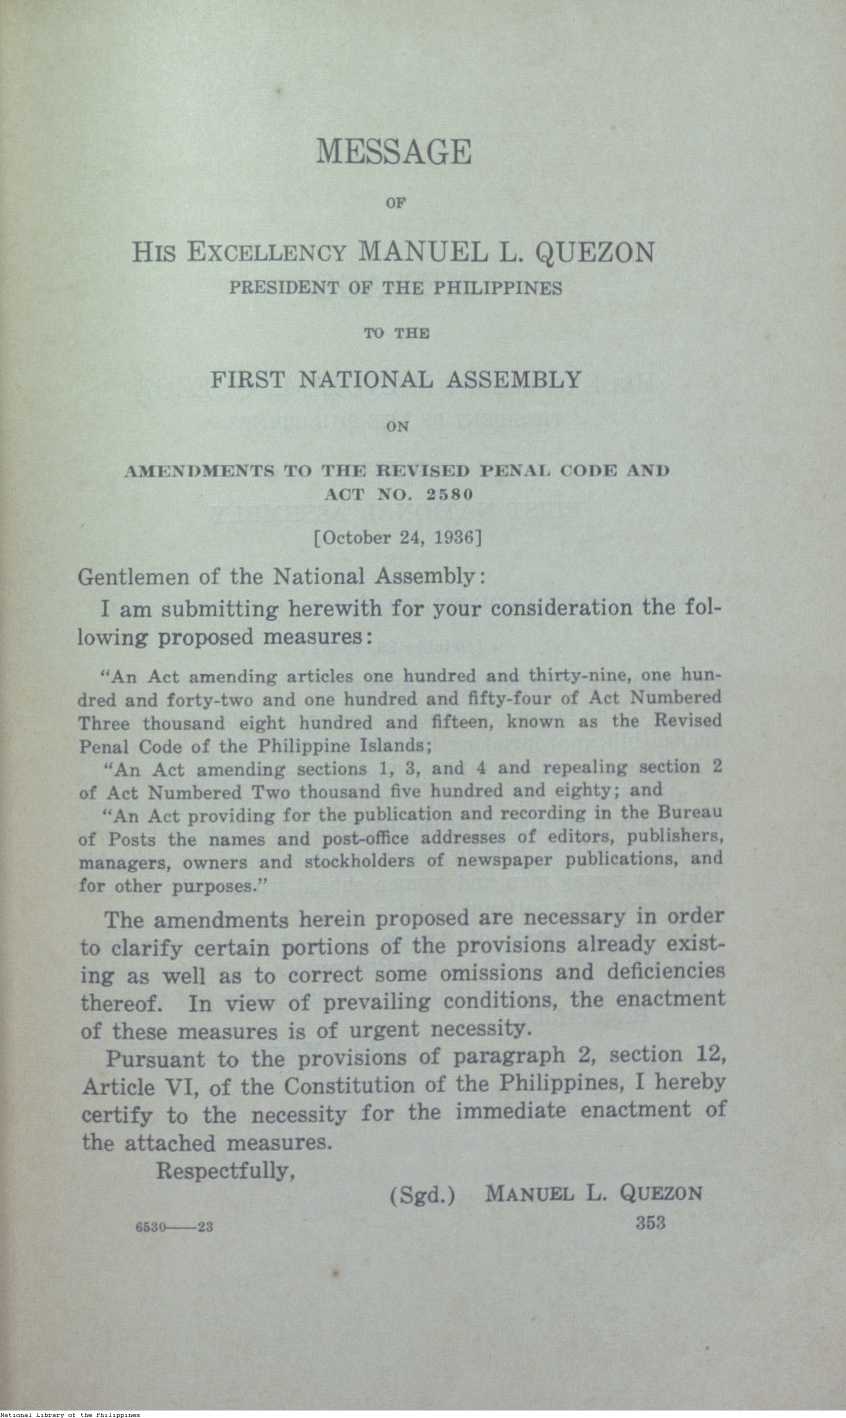 MESSAGE
OF
HIS EXCELLENCY MANUEL L. QUEZON
PRESIDENT OF THE PHILIPPINES
TO THE
FIRST NATIONAL ASSEMBLY
ON
AMENDMENTS TO THE REVISED PENAL CODE AND
ACT NO. 2580
[October 24, 1936]
Gentlemen of the National Assembly:
I am submitting herewith for your consideration the fol-
lowing proposed measures:
“An Act amending articles one hundred and thirty-nine, one hun-
dred and forty-two and one hundred and fifty-four of Act Numbered
Three thousand eight hundred and fifteen, known as the Revised
Penal Code of the Philippine Islands;
“An Act amending sections 1, 3, and 4 and repealing section 2
of Act Numbered Two thousand five hundred and eighty; and
“An Act providing for the publication and recording in the Bureau
of Posts the names and post-office addresses of editors, publishers,
managers, owners and stockholders of newspaper publications, and
for other purposes.”
The amendments herein proposed are necessary in order
to clarify certain portions of the provisions already exist-
ing as well as to correct some omissions and deficiencies
thereof. In view of prevailing conditions, the enactment
of these measures is of urgent necessity.
Pursuant to the provisions of paragraph 2, section 12,
Article VI, of the Constitution of the Philippines, I hereby
certify to the necessity for the immediate enactment of
the attached measures.
Respectfully,
(Sgd.) MANUEL L. QUEZON
6530——23 353
National Library of the Philippines